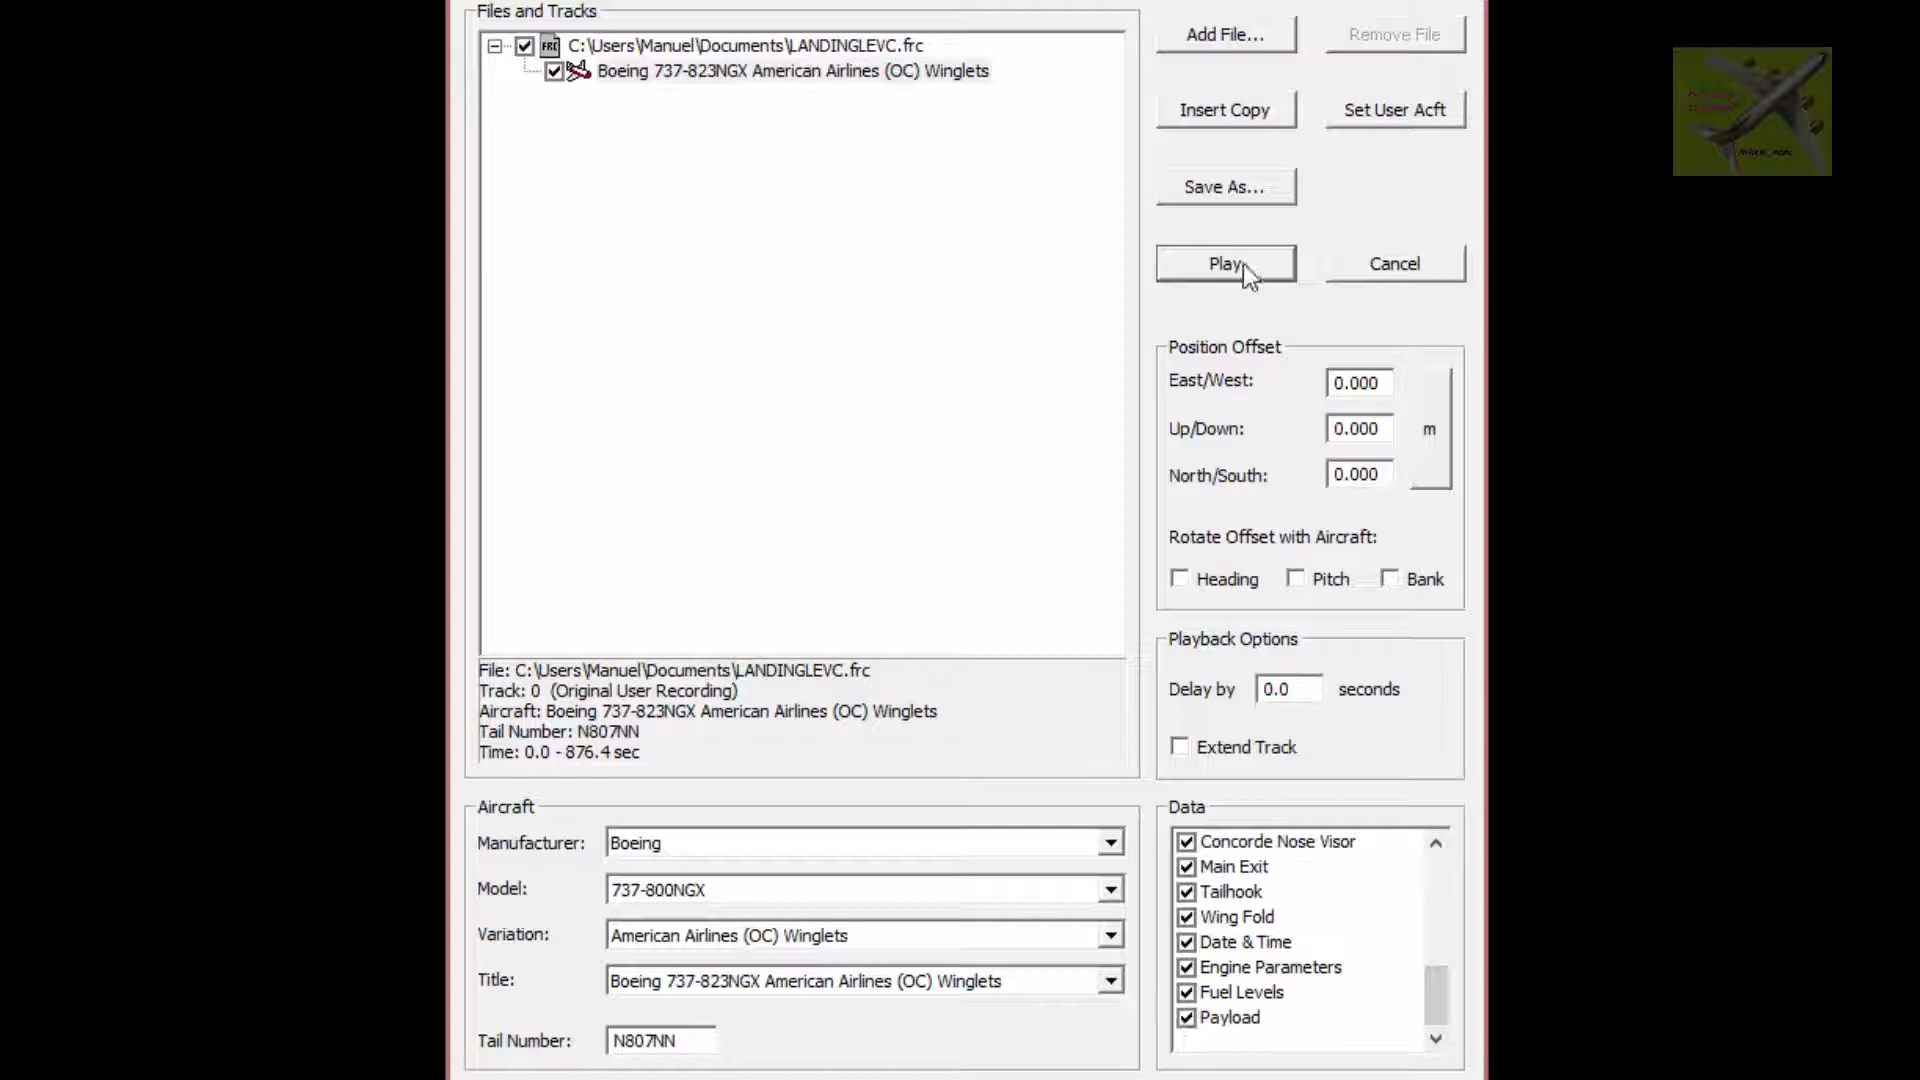 Files and Tracks
FRC C:\Users\Manuel\Documents\LANDINGLEVC.frc
Boeing 737-823NGX American Airlines (OC) Winglets
File: C:\Users\Manuel\Documents\LANDINGLEVC.frc
Track: 0 (Original User Recording)
Aircraft: Boeing 737-823NGX American Airlines (OC) Winglets
Tail Number: N807NN
Time: 0.0 - 876.4 sec
Add File... Remove File
Insert Copy Set User Acft
Save As...
Play Cancel
Position Offset
East/West: 0.000
Up/Down: 0.000 m
North/South: 0.000
Rotate Offset with Aircraft:
Heading Pitch Bank
Playback Options
Delay by 0.0 seconds
Extend Track
Aircraft
Manufacturer: Boeing
Model: 737-800NGX
Variation: American Airlines (OC) Winglets
Title: Boeing 737-823NGX American Airlines (OC) Winglets
Tail Number: N807NN
Data
Concorde Nose Visor
Main Exit
Tailhook
Wing Fold
Date & Time
Engine Parameters
Fuel Levels
Payload